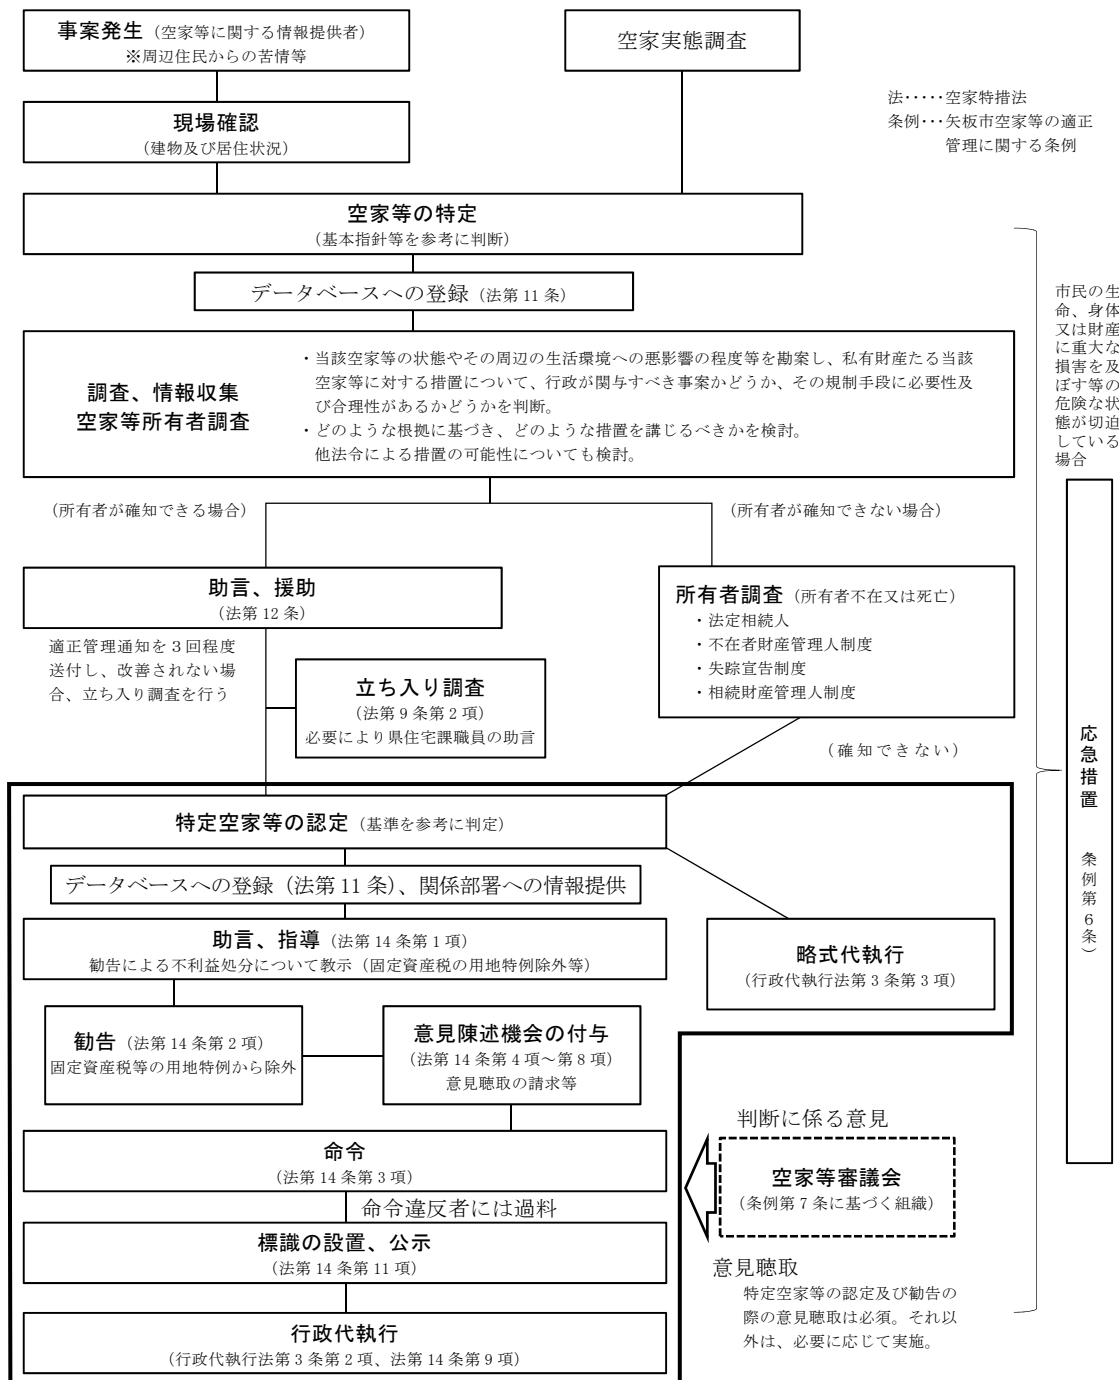 事案発生（空家等に関する情報提供者）
※周辺住民からの苦情等
空家実態調査
法・・・・・空家特措法
条例・・・矢板市空家等の適正
管理に関する条例
現場確認
（建物及び居住状況）
空家等の特定
（基本指針等を参考に判断）
データベースへの登録（法第 11 条）
調査、情報収集
空家等所有者調査
・当該空家等の状態やその周辺の生活環境への悪影響の程度等を勘案し、私有財産たる当該
空家等に対する措置について、行政が関与すべき事案かどうか、その規制手段に必要性及
び合理性があるかどうかを判断。
・どのような根拠に基づき、どのような措置を講じるべきかを検討。
他法令による措置の可能性についても検討。
市民の生
命、身体
又は財産
に重大な
損害を及
ぼす等の
危険な状
態が切迫
している
場合
（所有者が確知できる場合）
（所有者が確知できない場合）
助言、援助
（法第 12 条）
適正管理通知を３回程度
送付し、改善されない場
合、立ち入り調査を行う
立ち入り調査
（法第 9 条第 2 項）
必要により県住宅課職員の助言
所有者調査（所有者不在又は死亡）
・法定相続人
・不在者財産管理人制度
・失踪宣告制度
・相続財産管理人制度
（確知できない）
応急措置　条例第６条）
特定空家等の認定（基準を参考に判定）
データベースへの登録（法第 11 条）、関係部署への情報提供
助言、指導（法第 14 条第 1 項）
勧告による不利益処分について教示（固定資産税の用地特例除外等）
略式代執行
（行政代執行法第 3 条第 3 項）
勧告（法第 14 条第 2 項）
固定資産税等の用地特例から除外
意見陳述機会の付与
（法第 14 条第 4 項～第 8 項）
意見聴取の請求等
命令
（法第 14 条第 3 項）
命令違反者には過料
判断に係る意見
空家等審議会
（条例第 7 条に基づく組織）
意見聴取
特定空家等の認定及び勧告の
際の意見聴取は必須。それ以
外は、必要に応じて実施。
標識の設置、公示
（法第 14 条第 11 項）
行政代執行
（行政代執行法第 3 条第 2 項、法第 14 条第 9 項）